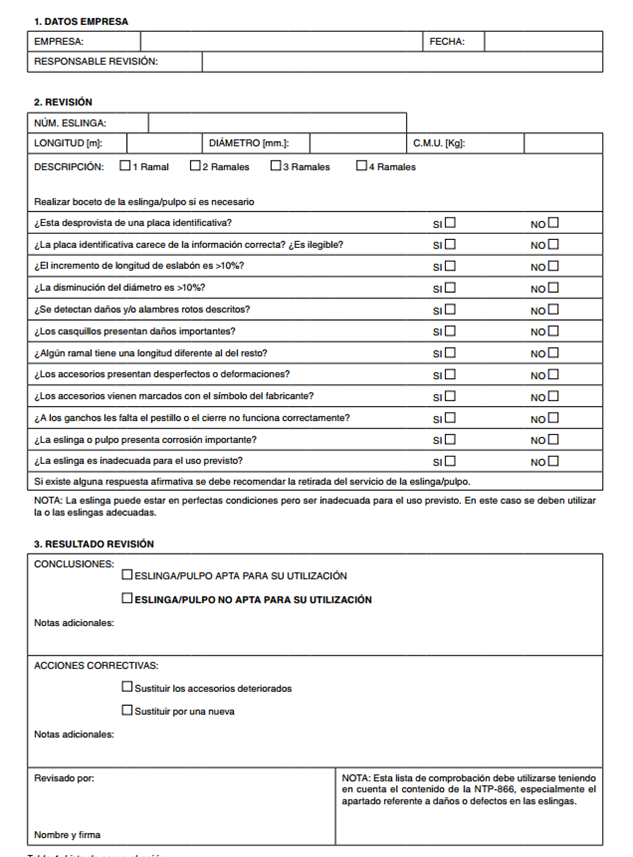 1. DATOS EMPRESA
EMPRESA: FECHA:
RESPONSABLE REVISIÓN:
2. REVISIÓN
NÚM. ESLINGA:
LONGITUD [m]: DIÁMETRO [mm.]: C.M.U. [Kg]:
DESCRIPCIÓN: 1 Ramal 2 Ramales 3 Ramales 4 Ramales
Realizar boceto de la eslinga/pulpo si es necesario
¿Esta desprovista de una placa identificativa? SI NO
¿La placa identificativa carece de la información correcta? ¿Es ilegible? SI NO
¿El incremento de longitud de eslabón es >10%? SI NO
¿La disminución del diámetro es >10%? SI NO
¿Se detectan daños y/o alambres rotos descritos? SI NO
¿Los casquillos presentan daños importantes? SI NO
¿Algún ramal tiene una longitud diferente al del resto? SI NO
¿Los accesorios presentan desperfectos o deformaciones? SI NO
¿Los accesorios vienen marcados con el símbolo del fabricante? SI NO
¿A los ganchos les falta el pestillo o el cierre no funciona correctamente? SI NO
¿La eslinga o pulpo presenta corrosión importante? SI NO
¿La eslinga es inadecuada para el uso previsto? SI NO
Si existe alguna respuesta afirmativa se debe recomendar la retirada del servicio de la eslinga/pulpo.
NOTA: La eslinga puede estar en perfectas condiciones pero ser inadecuada para el uso previsto. En este caso se deben utilizar
la o las eslingas adecuadas.
3. RESULTADO REVISIÓN
CONCLUSIONES:
ESLINGA/PULPO APTA PARA SU UTILIZACIÓN
ESLINGA/PULPO NO APTA PARA SU UTILIZACIÓN
Notas adicionales:
ACCIONES CORRECTIVAS:
Sustituir los accesorios deteriorados
Sustituir por una nueva
Notas adicionales:
Revisado por:
Nombre y firma
NOTA: Esta lista de comprobación debe utilizarse teniendo
en cuenta el contenido de la NTP-866, especialmente el
apartado referente a daños o defectos en las eslingas.